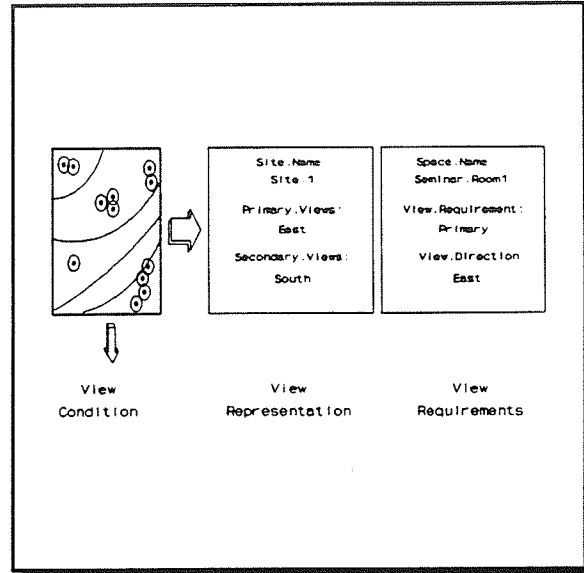 Site.Name
Site.1
Primary.Views:
East
Secondary.Views:
South
Space.Name
Seminar.Room1
View.Requirement:
Primary
View.Direction
East
View
Condition
View
Representation
View
Requirements